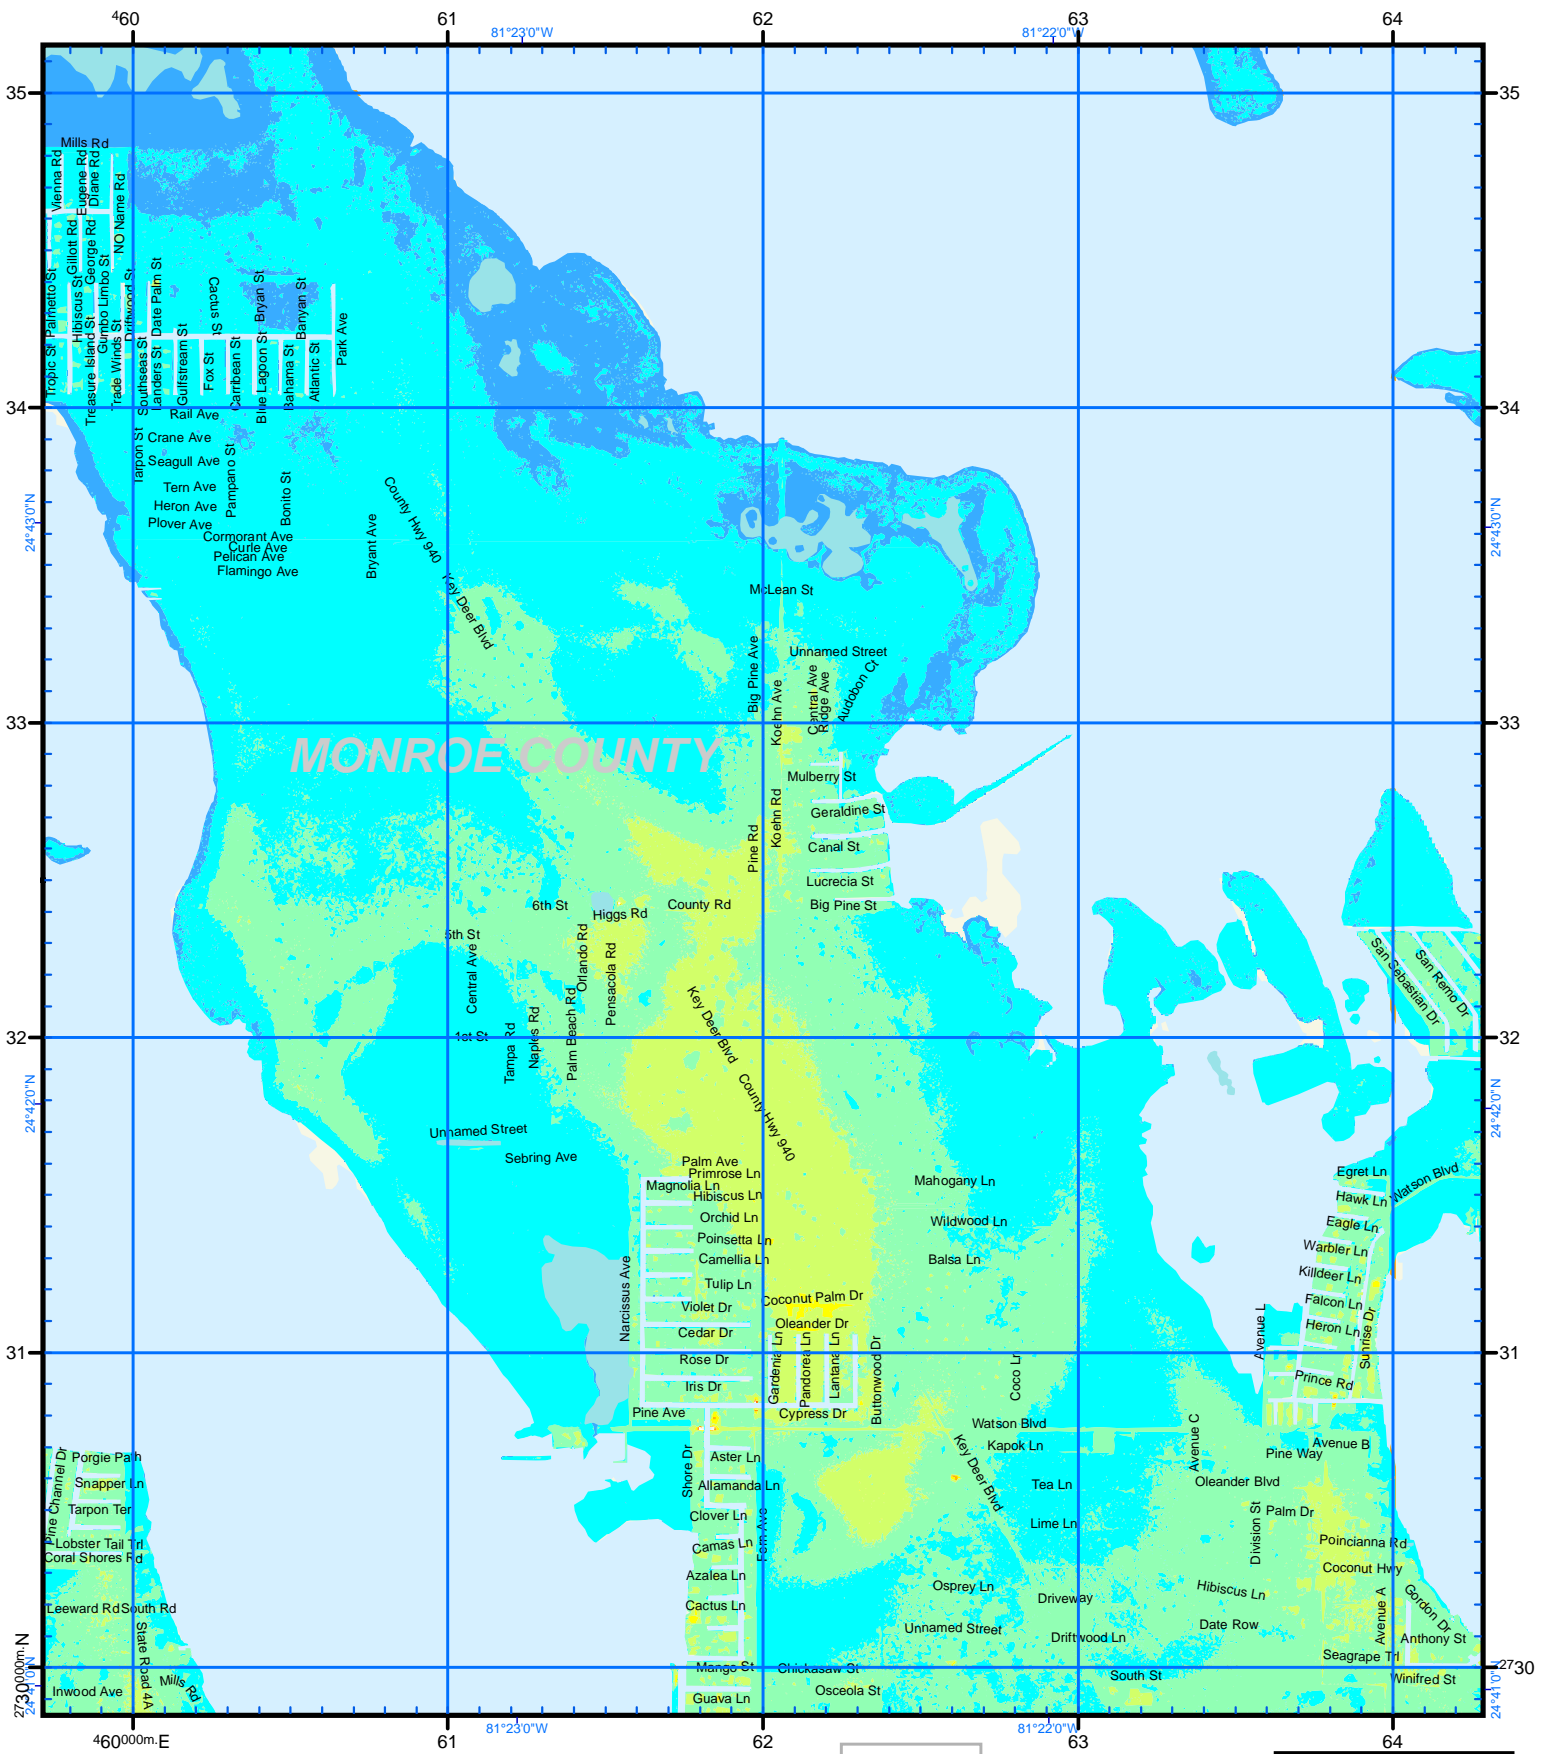 460
61
62
63
64
81°23'0"W
81°22'0"W
35
35
Mills Rd
Vienna Rd
Eugene Rd
Diane Rd
NO Name Rd
Gillott Rd
George Rd
Palmetto St
Hibiscus St
Gumbo Limbo St
Driftwood St
Date Palm St
Cactus St
Bryan St
Banyan St
Park Ave
Tropic St
Treasure Island St
Trade Winds St
Southseas St
Landers St
Gulfstream St
Fox St
Carribean St
Blue Lagoon St
Bahama St
Atlantic St
34
34
Rail Ave
Crane Ave
Tarpon St
Seagull Ave
Pampano St
Tern Ave
Bonito St
Heron Ave
Plover Ave
Cormorant Ave
Curle Ave
Pelican Ave
Flamingo Ave
Bryant Ave
County Hwy 940
Key Deer Blvd
24°43'0"N
24°43'0"N
McLean St
Unnamed Street
Big Pine Ave
Koehn Ave
Central Ave
Ridge Ave
Audobon Ct
33
33
MONROE COUNTY
Mulberry St
Geraldine St
Koehn Rd
Pine Rd
Canal St
Lucrecia St
Big Pine St
6th St
Higgs Rd
County Rd
5th St
Central Ave
Orlando Rd
Pensacola Rd
San Sebastian Dr
San Remo Dr
Key Deer Blvd
32
32
1st St
Tampa Rd
Naples Rd
Palm Beach Rd
County Hwy 940
24°42'0"N
24°42'0"N
Unnamed Street
Sebring Ave
Palm Ave
Primrose Ln
Magnolia Ln
Hibiscus Ln
Orchid Ln
Poinsetta Ln
Camellia Ln
Tulip Ln
Violet Dr
Cedar Dr
Rose Dr
Iris Dr
Narcissus Ave
Pine Ave
Mahogany Ln
Wildwood Ln
Balsa Ln
Egret Ln
Watson Blvd
Hawk Ln
Eagle Ln
Warbler Ln
Killdeer Ln
Falcon Ln
Heron Ln
Avenue L
Sunrise Dr
Prince Rd
Coconut Palm Dr
Oleander Dr
Gardenia Ln
Pandorea Ln
Lantana Ln
Buttonwood Dr
Coco Ln
31
31
Cypress Dr
Watson Blvd
Kapok Ln
Key Deer Blvd
Avenue C
Avenue B
Pine Way
Oleander Blvd
Tea Ln
Lime Ln
Division St
Palm Dr
Poincianna Rd
Coconut Hwy
Pine Channel Dr
Porgie Path
Snapper Ln
Tarpon Ter
Lobster Tail Trl
Coral Shores Rd
Leeward Rd
South Rd
State Road 4A
Mills Rd
Inwood Ave
Shore Dr
Aster Ln
Allamanda Ln
Clover Ln
Fern Ave
Camas Ln
Azalea Ln
Cactus Ln
Mango St
Guava Ln
Osprey Ln
Driveway
Hibiscus Ln
Unnamed Street
Driftwood Ln
Date Row
Avenue A
Gordon Dr
Anthony St
Seagrape Trl
Winifred St
Chickasaw St
Osceola St
South St
2730000m.N
2730
24°41'0"N
24°41'0"N
81°23'0"W
81°22'0"W
460000m.E
61
62
63
64